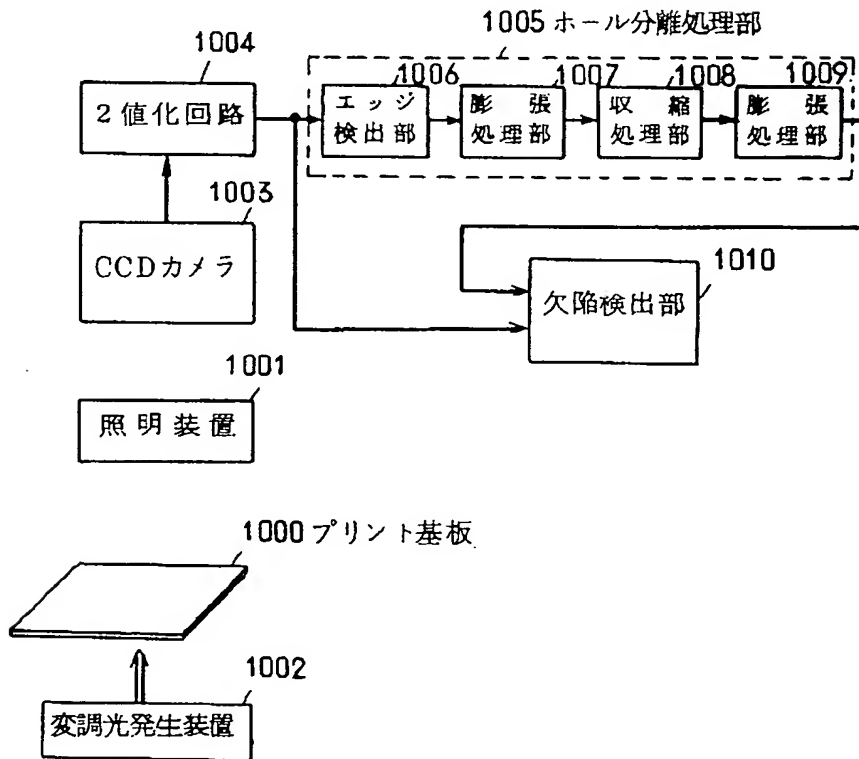 1005 ホール分離処理部
1004
2値化回路
1006
エッジ
検出部
1007
膨張
処理部
1008
収縮
処理部
1009
膨張
処理部
1003
CCDカメラ
1010
欠陥検出部
1001
照明装置
1000 プリント基板
1002
変調光発生装置